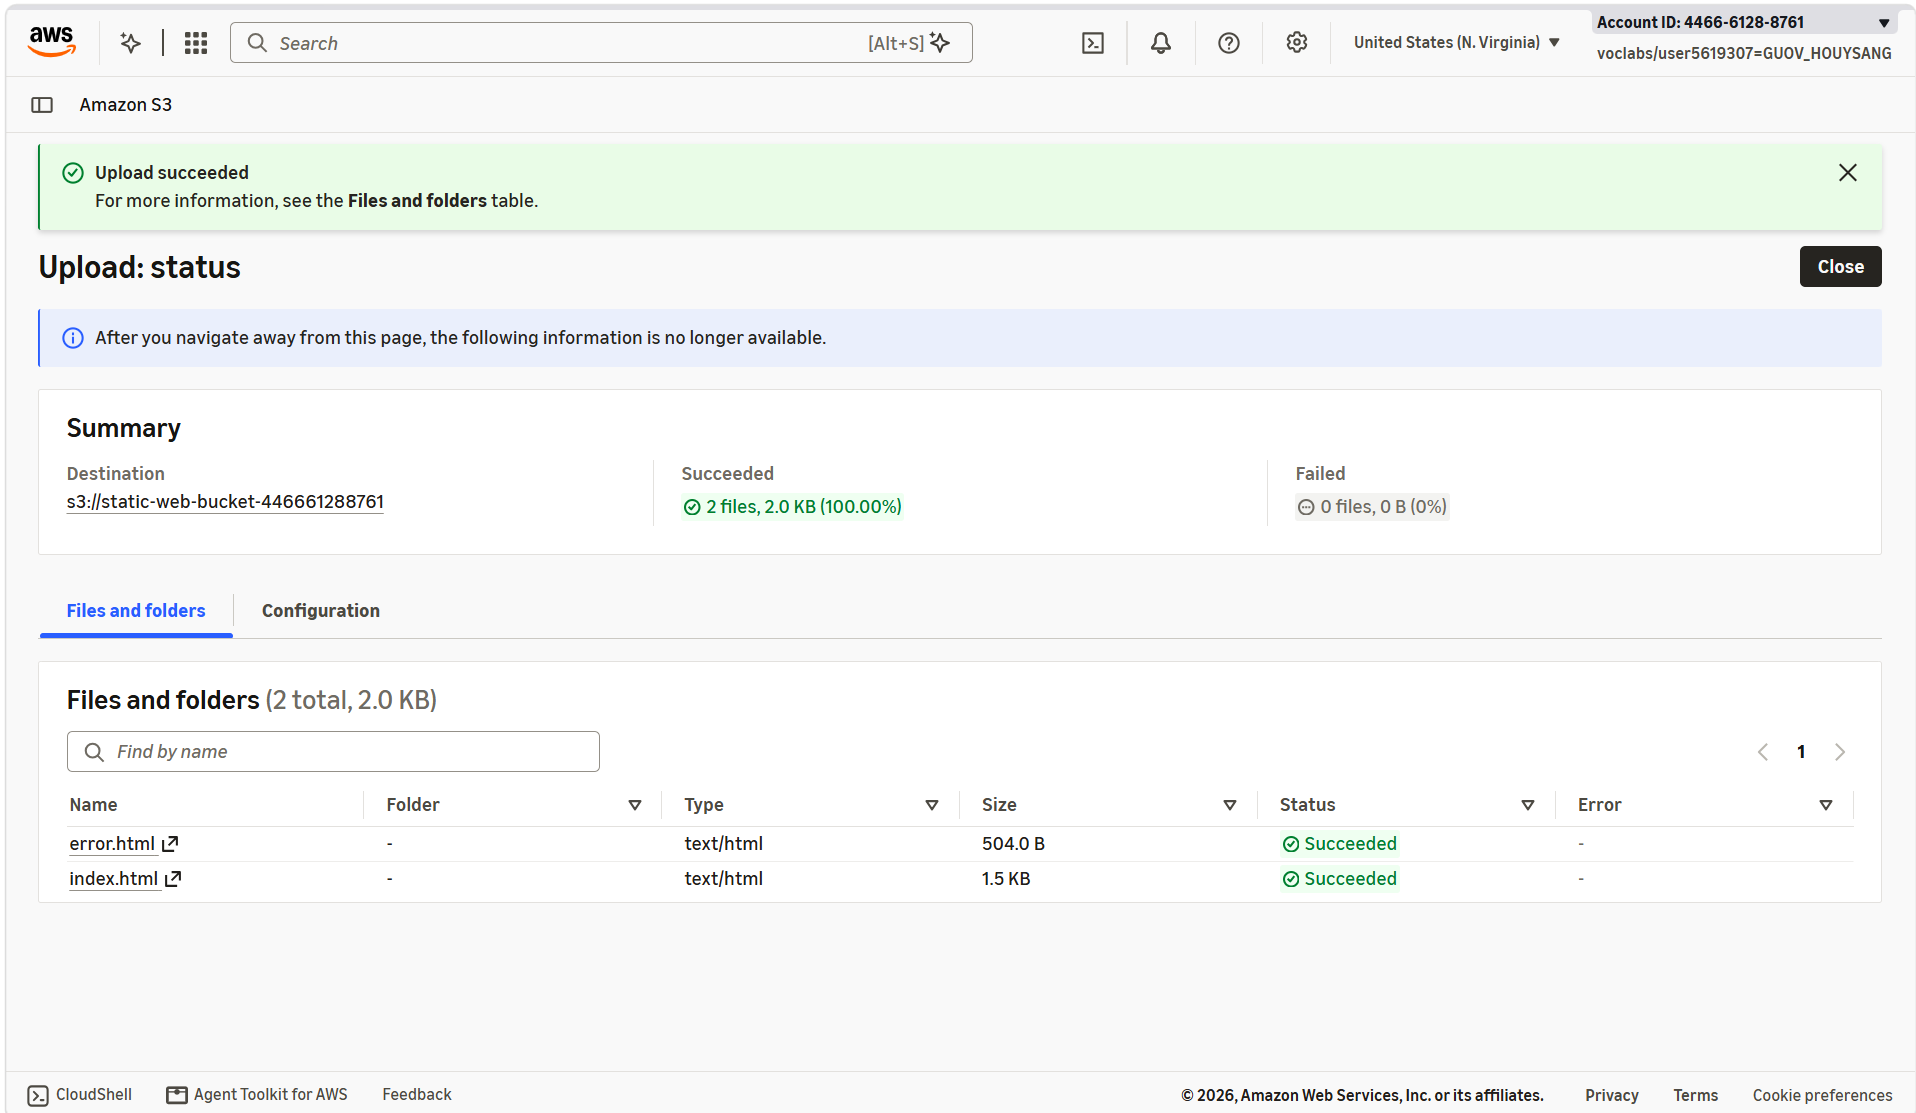 aws
Search [Alt+S]
United States (N. Virginia)
Account ID: 4466-6128-8761
voclabs/user5619307=GUOV_HOUYSANG
Amazon S3
Upload succeeded
For more information, see the Files and folders table.
Upload: status
Close
After you navigate away from this page, the following information is no longer available.
Summary
Destination
s3://static-web-bucket-446661288761
Succeeded
2 files, 2.0 KB (100.00%)
Failed
0 files, 0 B (0%)
Files and folders
Configuration
Files and folders (2 total, 2.0 KB)
Find by name
1
Name Folder Type Size Status Error
error.html - text/html 504.0 B Succeeded -
index.html - text/html 1.5 KB Succeeded -
CloudShell Agent Toolkit for AWS Feedback © 2026, Amazon Web Services, Inc. or its affiliates. Privacy Terms Cookie preferences